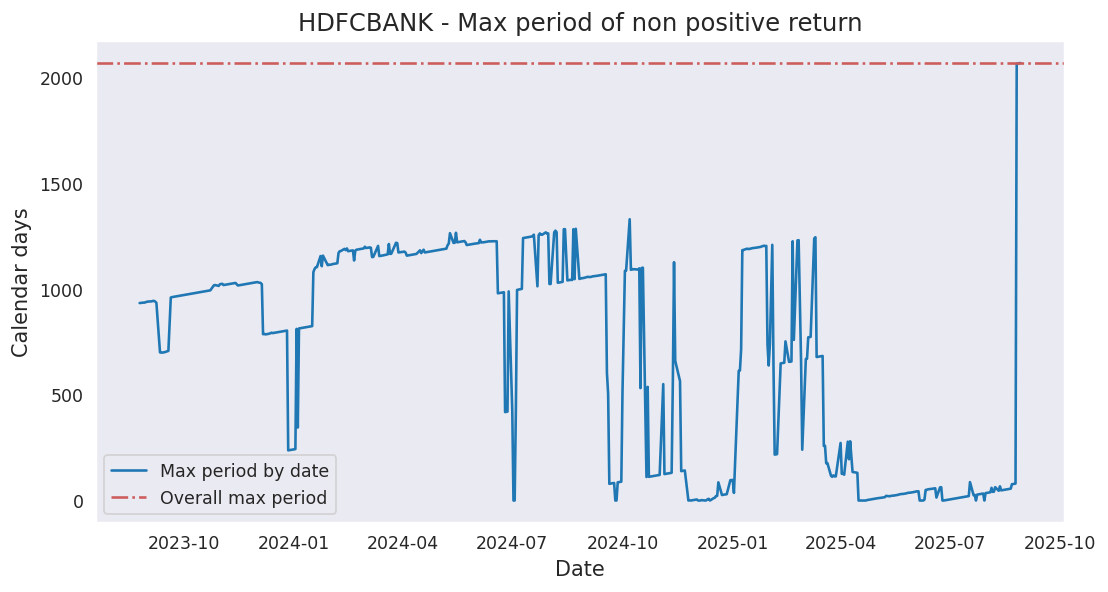 HDFCBANK - Max period of non positive return
Calendar days
2000
1500
1000
500
0
Max period by date
Overall max period
2023-10 2024-01 2024-04 2024-07 2024-10 2025-01 2025-04 2025-07 2025-10
Date